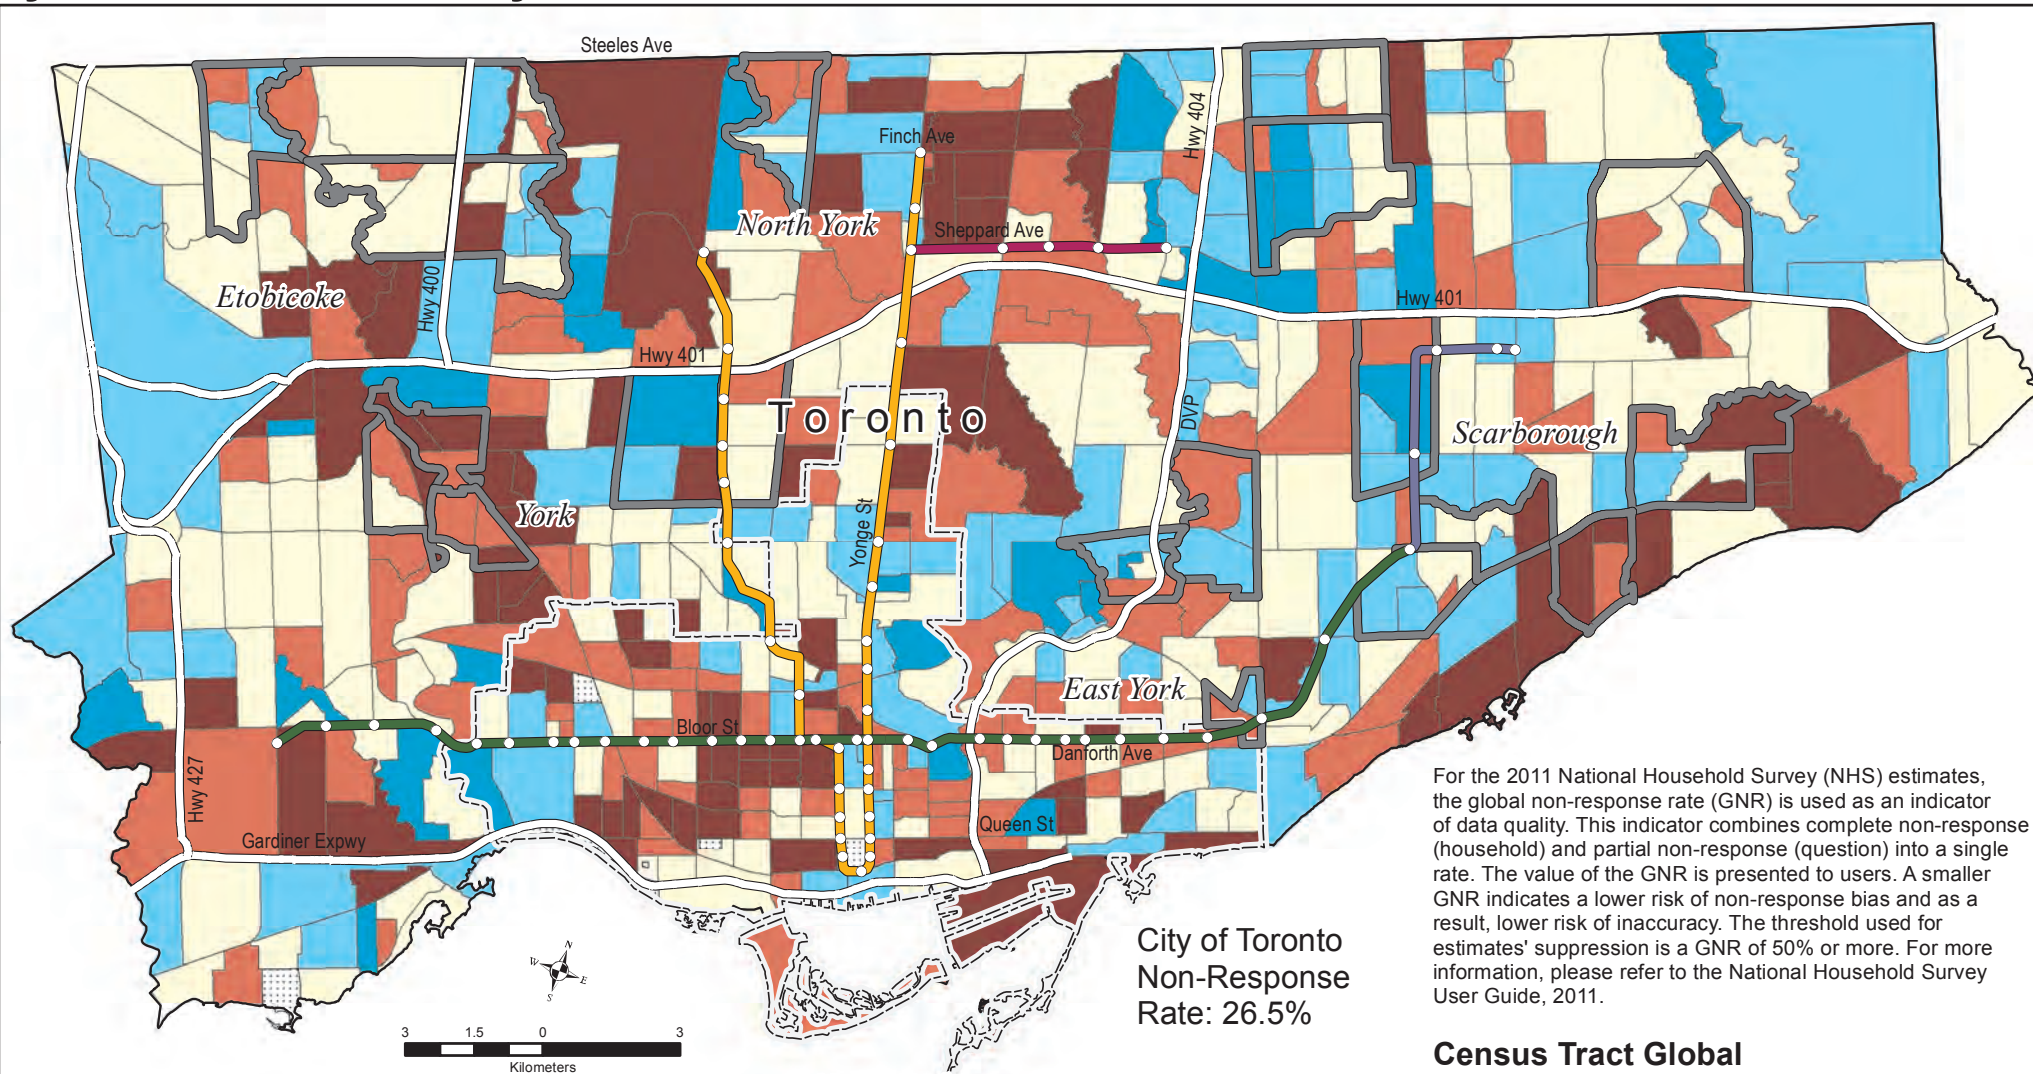 Steeles Ave
Hwy 404
Finch Ave
North York
Sheppard Ave
Etobicoke
Hwy 400
Hwy 401
Hwy 401
Toronto
DVP
Scarborough
York
Yonge St
East York
Bloor St
Danforth Ave
Hwy 427
Queen St
Gardiner Expwy
For the 2011 National Household Survey (NHS) estimates,
the global non-response rate (GNR) is used as an indicator
of data quality. This indicator combines complete non-response
(household) and partial non-response (question) into a single
rate. The value of the GNR is presented to users. A smaller
GNR indicates a lower risk of non-response bias and as a
result, lower risk of inaccuracy. The threshold used for
estimates' suppression is a GNR of 50% or more. For more
information, please refer to the National Household Survey
User Guide, 2011.
City of Toronto
Non-Response
Rate: 26.5%
N
W
E
S
3 1.5 0 3
Kilometers
Census Tract Global